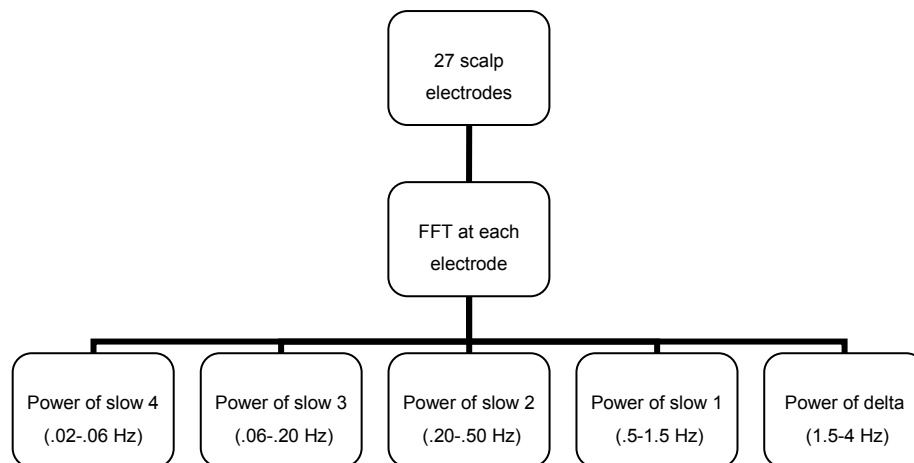 27 scalp
electrodes
FFT at each
electrode
Power of slow 4
(.02-.06 Hz)
Power of slow 3
(.06-.20 Hz)
Power of slow 2
(.20-.50 Hz)
Power of slow 1
(.5-1.5 Hz)
Power of delta
(1.5-4 Hz)